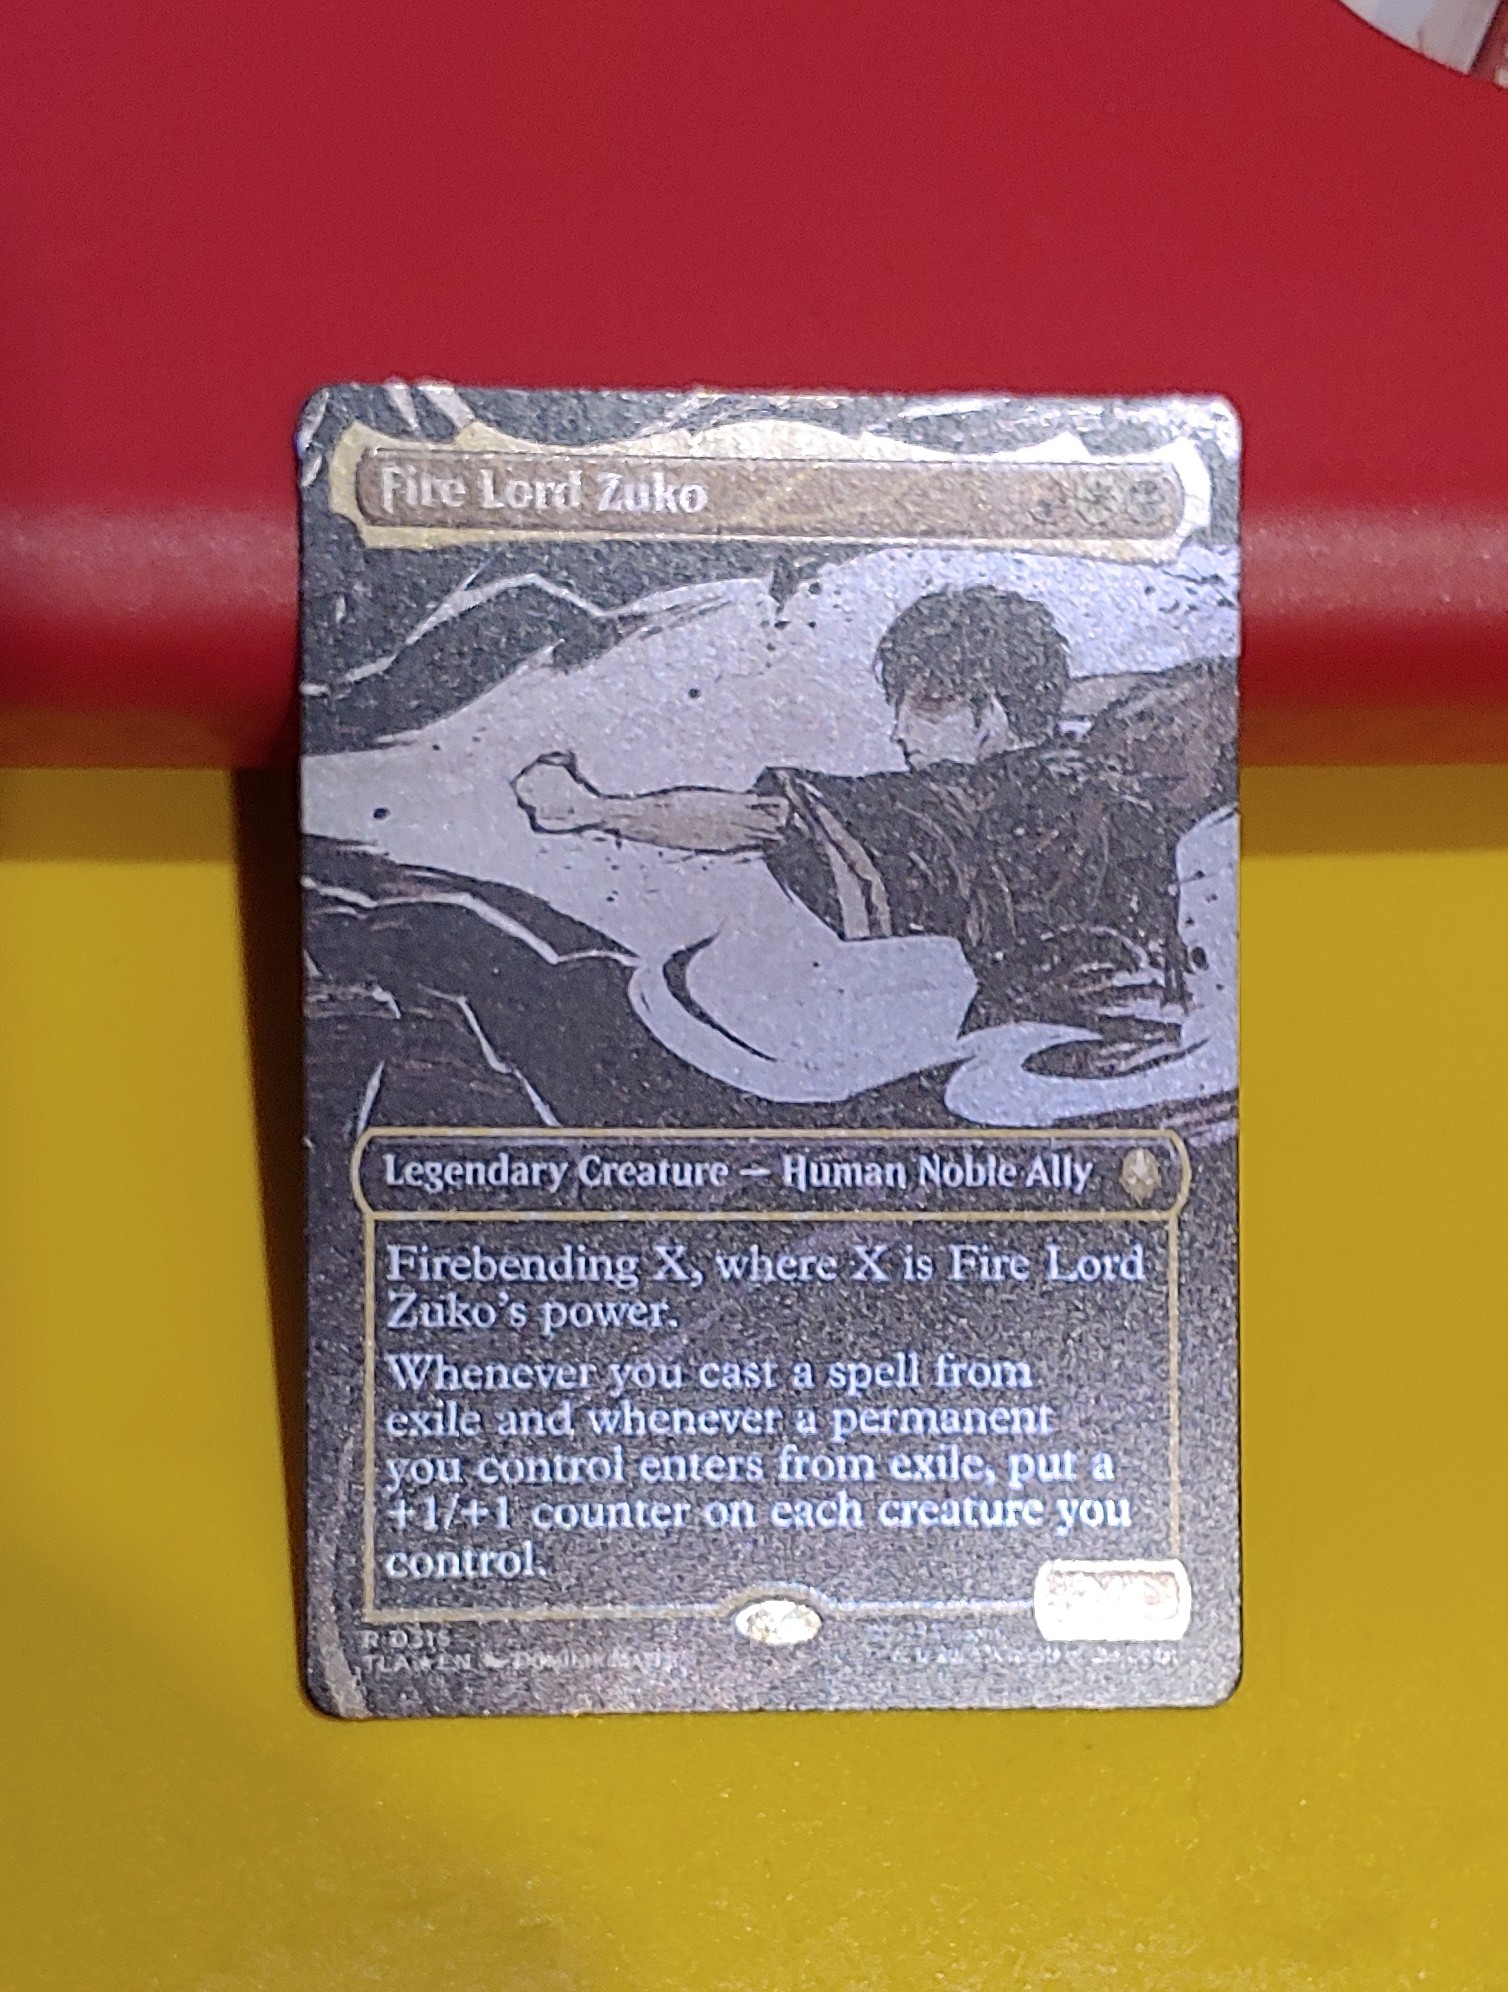 Fire Lord Zuko
Legendary Creature — Human Noble Ally
Firebending X, where X is Fire Lord
Zuko's power.
Whenever you cast a spell from
exile and whenever a permanent
you control enters from exile, put a
+1/+1 counter on each creature you
control.
R
TLA EN